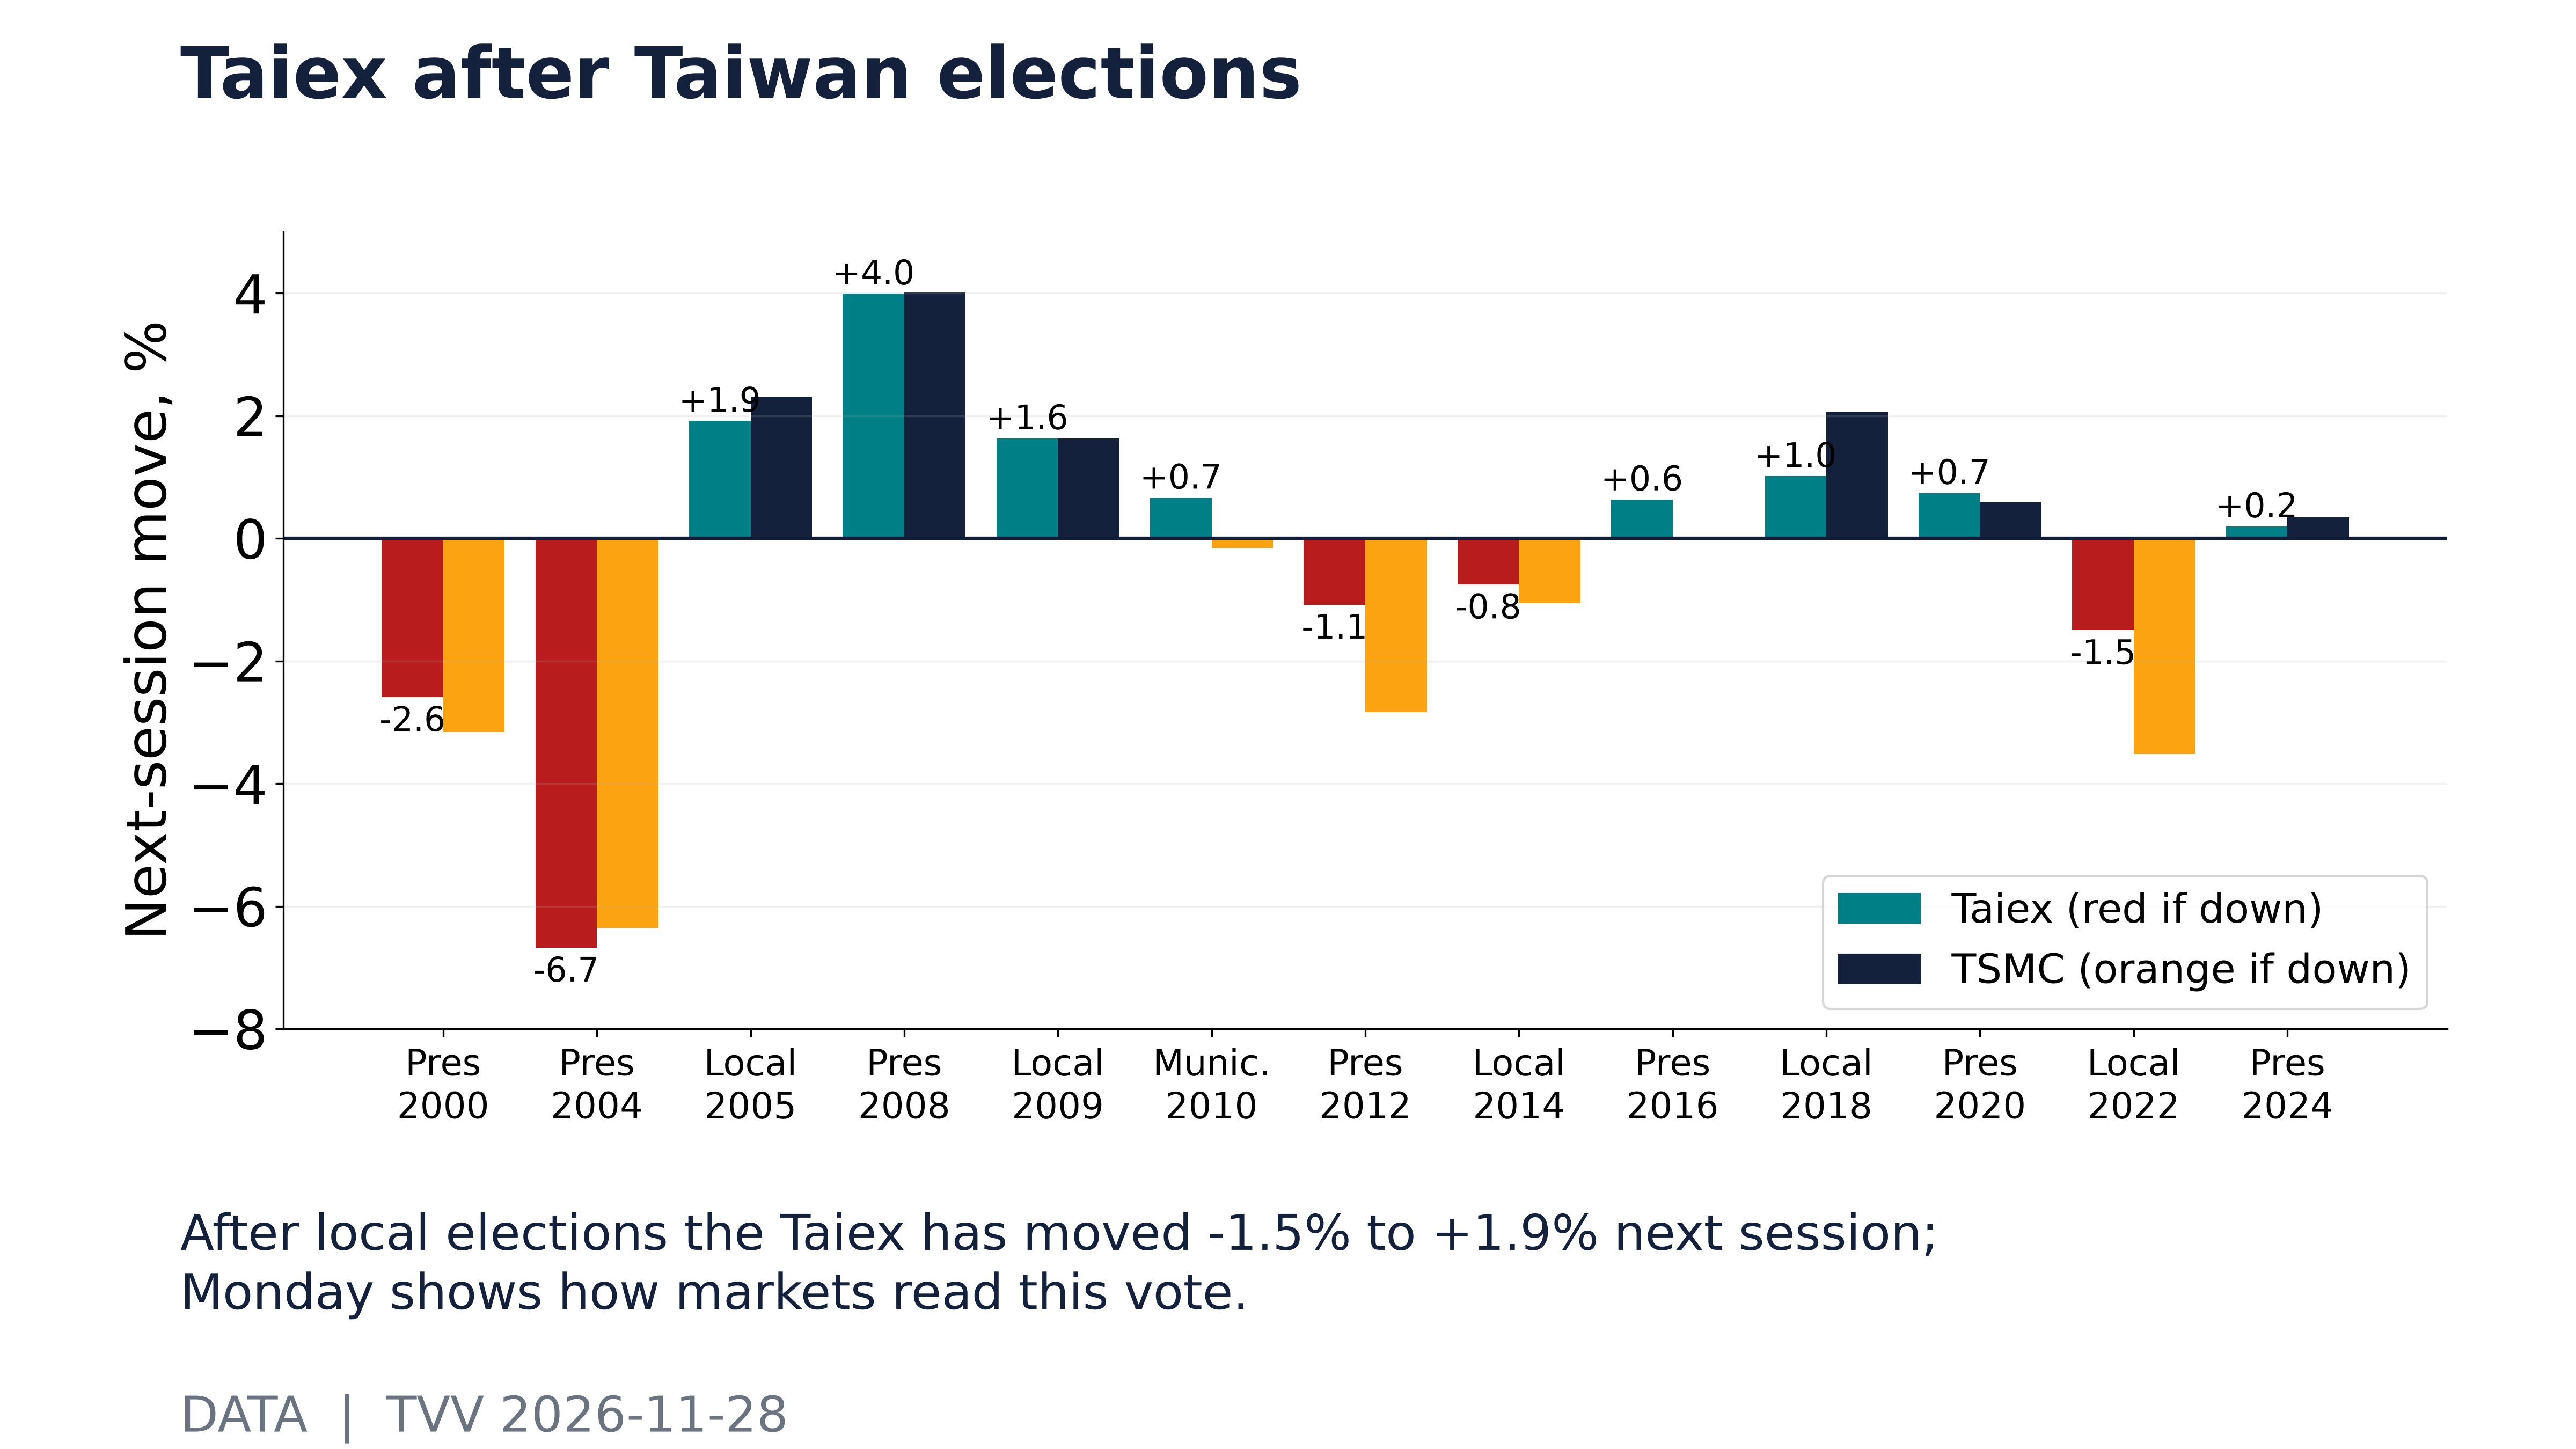 Taiex after Taiwan elections
Next-session move, %
4
2
0
−2
−4
−6
−8
-2.6
-6.7
+1.9
+4.0
+1.6
+0.7
-1.1
-0.8
+0.6
+1.0
+0.7
-1.5
+0.2
Taiex (red if down)
TSMC (orange if down)
Pres 2000
Pres 2004
Local 2005
Pres 2008
Local 2009
Munic. 2010
Pres 2012
Local 2014
Pres 2016
Local 2018
Pres 2020
Local 2022
Pres 2024
After local elections the Taiex has moved -1.5% to +1.9% next session;
Monday shows how markets read this vote.
DATA | TVV 2026-11-28